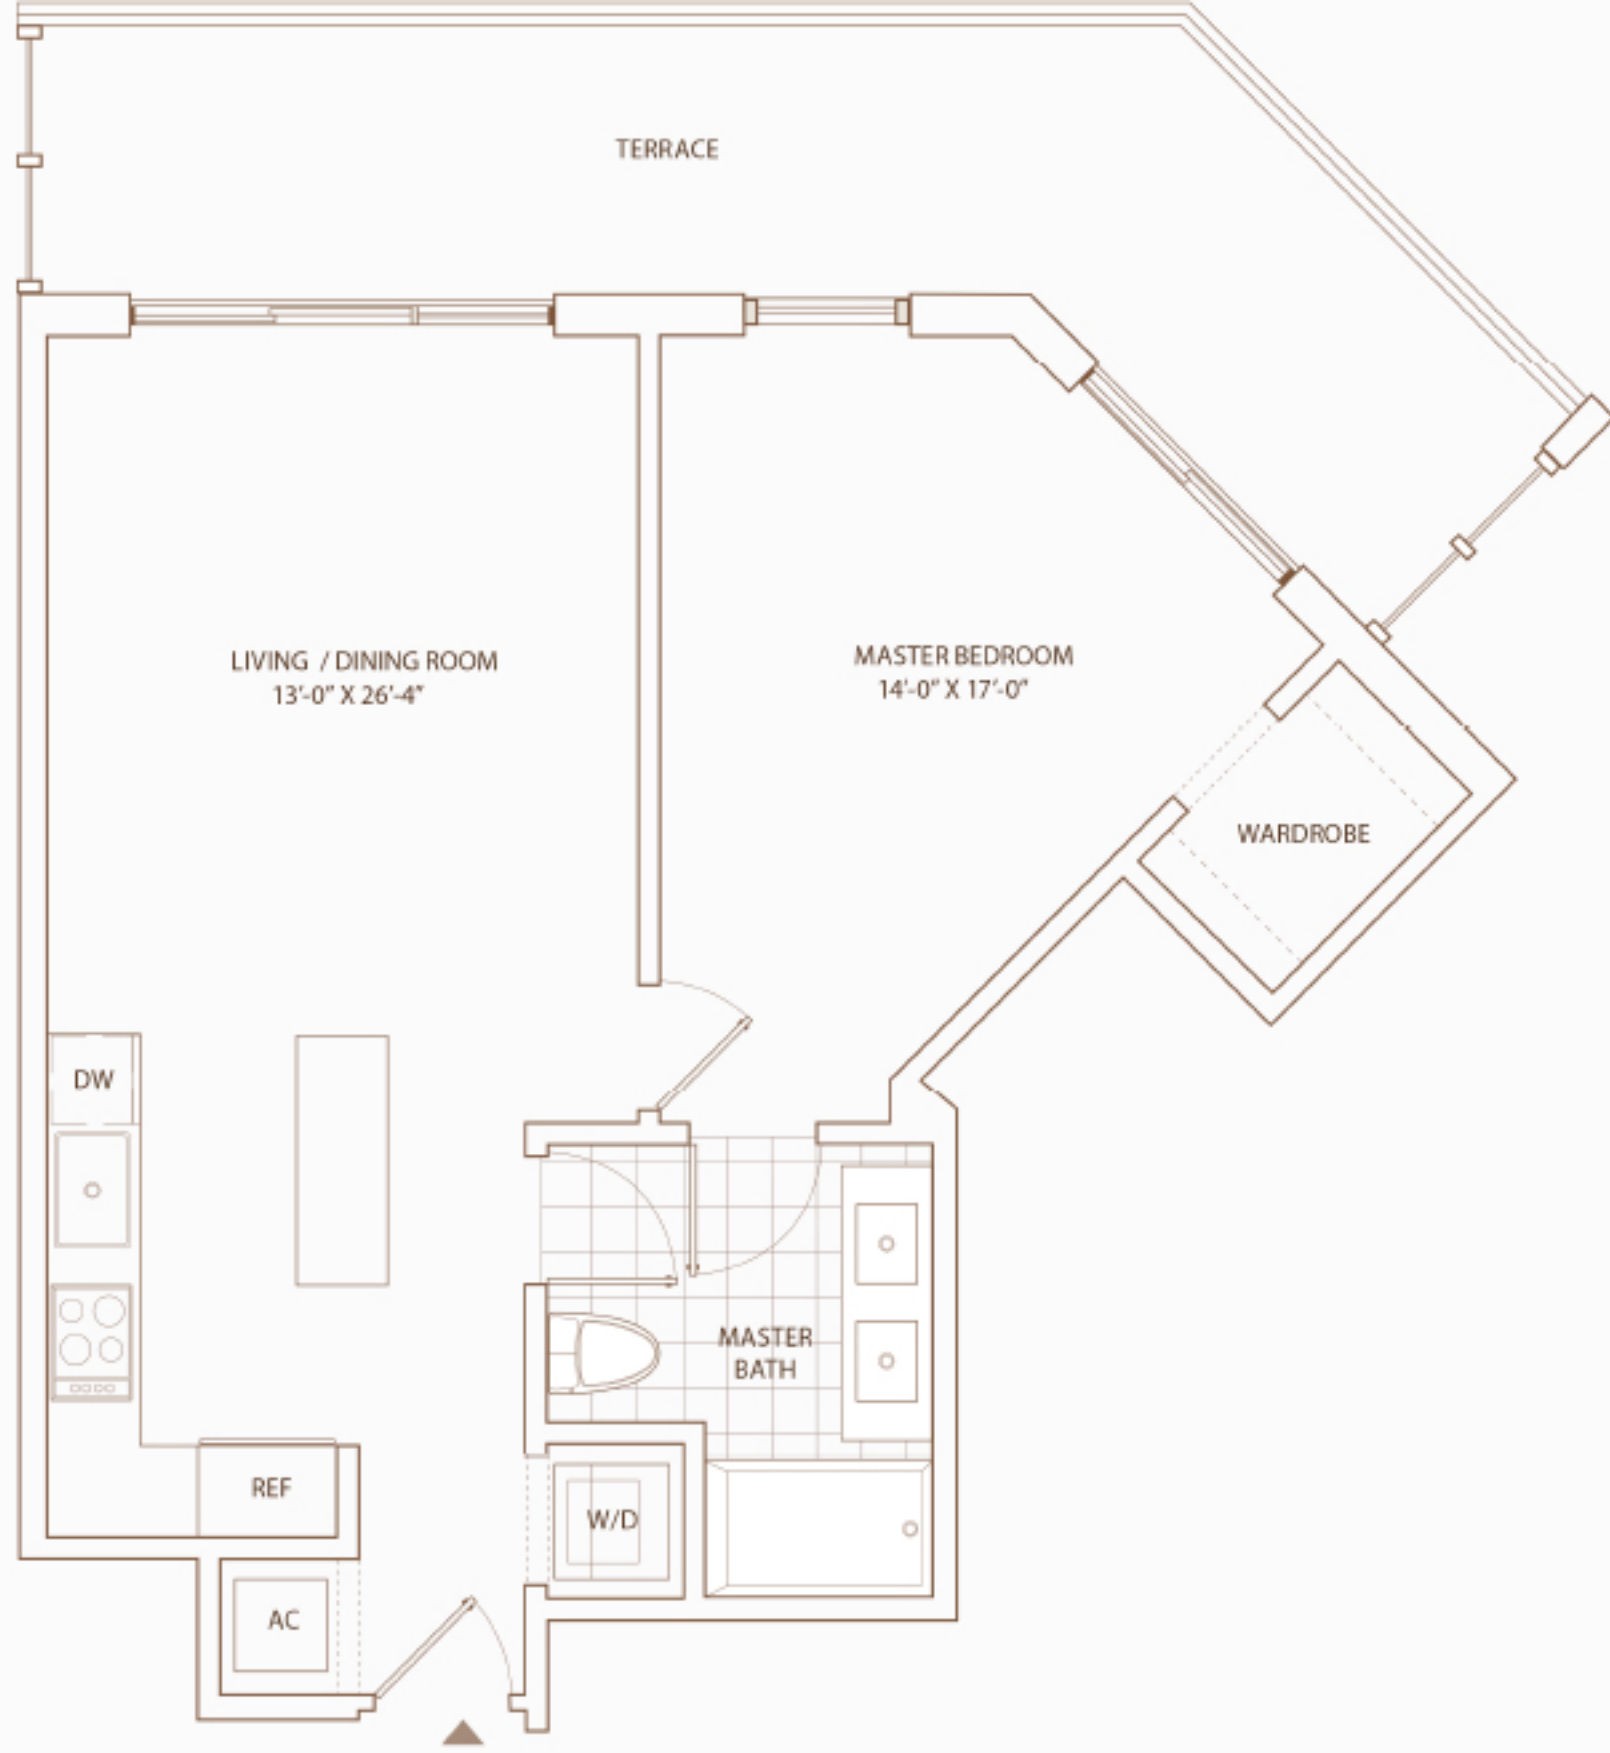 TERRACE
LIVING / DINING ROOM
13'-0" X 26'-4"
MASTER BEDROOM
14'-0" X 17'-0"
WARDROBE
DW
MASTER
BATH
REF
W/D
AC